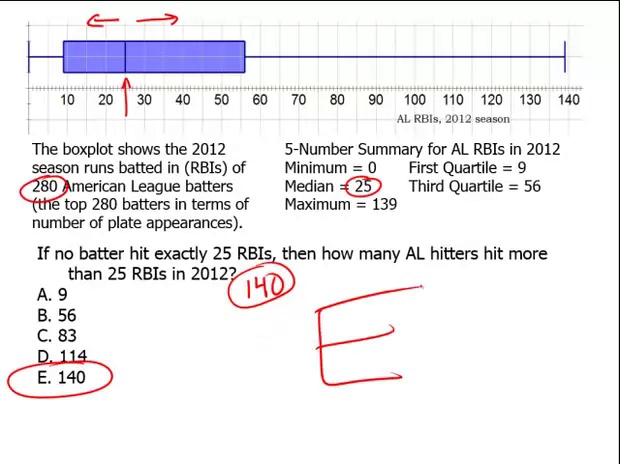 10 20 30 40 50 60 70 80 90 100 110 120 130 140
AL RBIs, 2012 season
The boxplot shows the 2012
season runs batted in (RBIs) of
280 American League batters
(the top 280 batters in terms of
number of plate appearances).
5-Number Summary for AL RBIs in 2012
Minimum = 0 First Quartile = 9
Median = 25 Third Quartile = 56
Maximum = 139
If no batter hit exactly 25 RBIs, then how many AL hitters hit more
than 25 RBIs in 2012?
140
A. 9
B. 56
C. 83
D. 114
E. 140
E